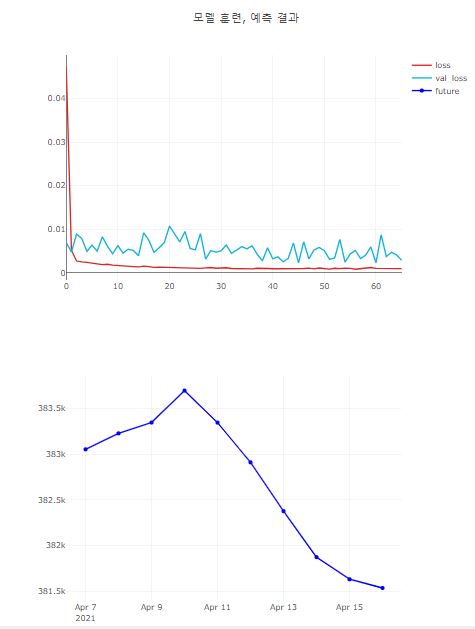 모델 훈련, 예측 결과
loss
val_loss
future
0.04
0.03
0.02
0.01
0
0 10 20 30 40 50 60
383.5k
383k
382.5k
382k
381.5k
Apr 7 Apr 9 Apr 11 Apr 13 Apr 15
2021